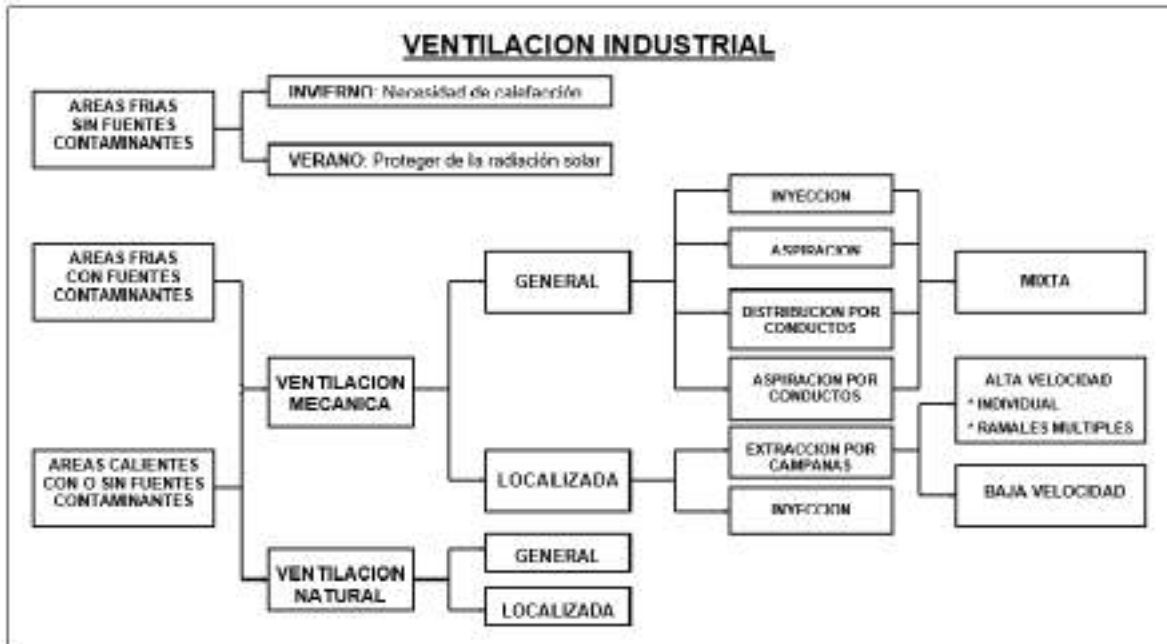 VENTILACION INDUSTRIAL
AREAS FRIAS
SIN FUENTES
CONTAMINANTES
INVIERNO: Necesidad de calefacción
VERANO: Proteger de la radiación solar
AREAS FRIAS
CON FUENTES
CONTAMINANTES
AREAS CALIENTES
CON O SIN FUENTES
CONTAMINANTES
VENTILACION
MECANICA
VENTILACION
NATURAL
GENERAL
LOCALIZADA
GENERAL
LOCALIZADA
INYECCION
ASPIRACION
DISTRIBUCION POR
CONDUCTOS
ASPIRACION POR
CONDUCTOS
EXTRACCION POR
CAMPANAS
INYECCION
MIXTA
ALTA VELOCIDAD
* INDIVIDUAL
* RAMALES MULTIPLES
BAJA VELOCIDAD